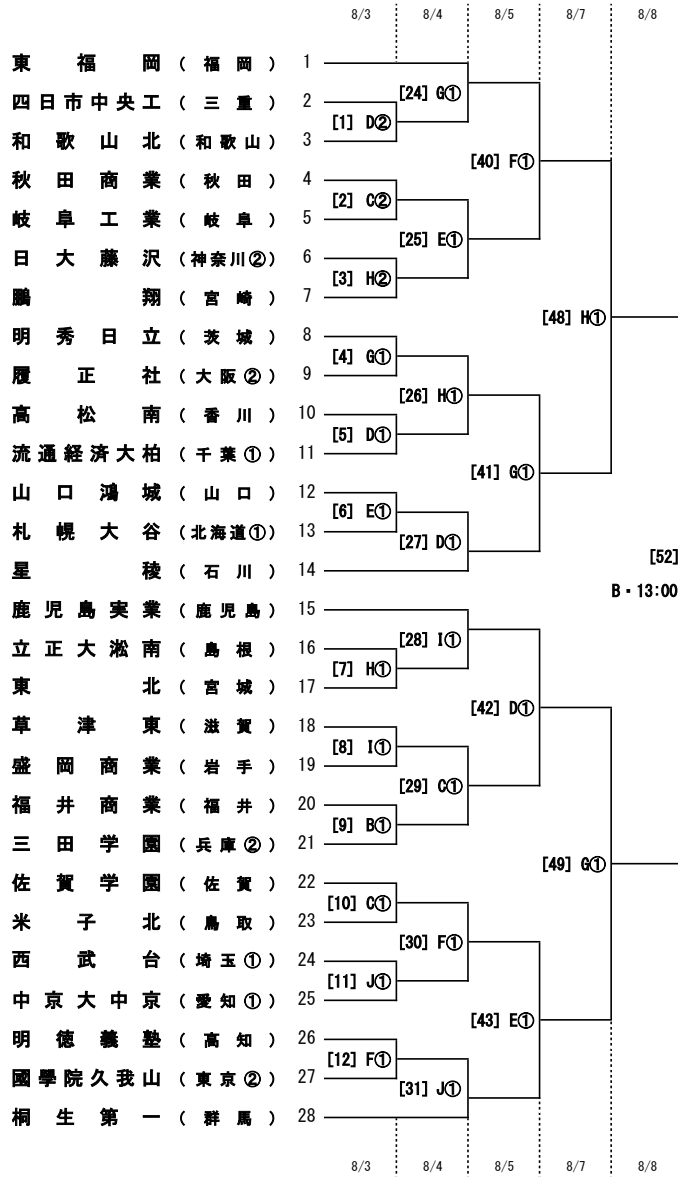 8/3 8/4 8/5 8/7 8/8
東福岡 (福岡) 1
[24] G①
四日市中央工 (三重) 2
[1] D②
和歌山北 (和歌山) 3
[40] F①
秋田商業 (秋田) 4
[2] C②
岐阜工業 (岐阜) 5
[25] E①
日大藤沢 (神奈川②) 6
[3] H②
鵬翔 (宮崎) 7
[48] H①
明秀日立 (茨城) 8
[4] G①
履正社 (大阪②) 9
[26] H①
高松南 (香川) 10
[5] D①
流通経済大柏 (千葉①) 11
[41] G①
山口鴻城 (山口) 12
[6] E①
札幌大谷 (北海道①) 13
[27] D①
[52]
星稜 (石川) 14
B・13:00
鹿児島実業 (鹿児島) 15
[28] I①
立正大淞南 (島根) 16
[7] H①
東北 (宮城) 17
[42] D①
草津東 (滋賀) 18
[8] I①
盛岡商業 (岩手) 19
[29] C①
福井商業 (福井) 20
[9] B①
三田学園 (兵庫②) 21
[49] G①
佐賀学園 (佐賀) 22
[10] C①
米子北 (鳥取) 23
[30] F①
西武台 (埼玉①) 24
[11] J①
中京大中京 (愛知①) 25
[43] E①
明徳義塾 (高知) 26
[12] F①
國學院久我山 (東京②) 27
[31] J①
桐生第一 (群馬) 28
8/3 8/4 8/5 8/7 8/8